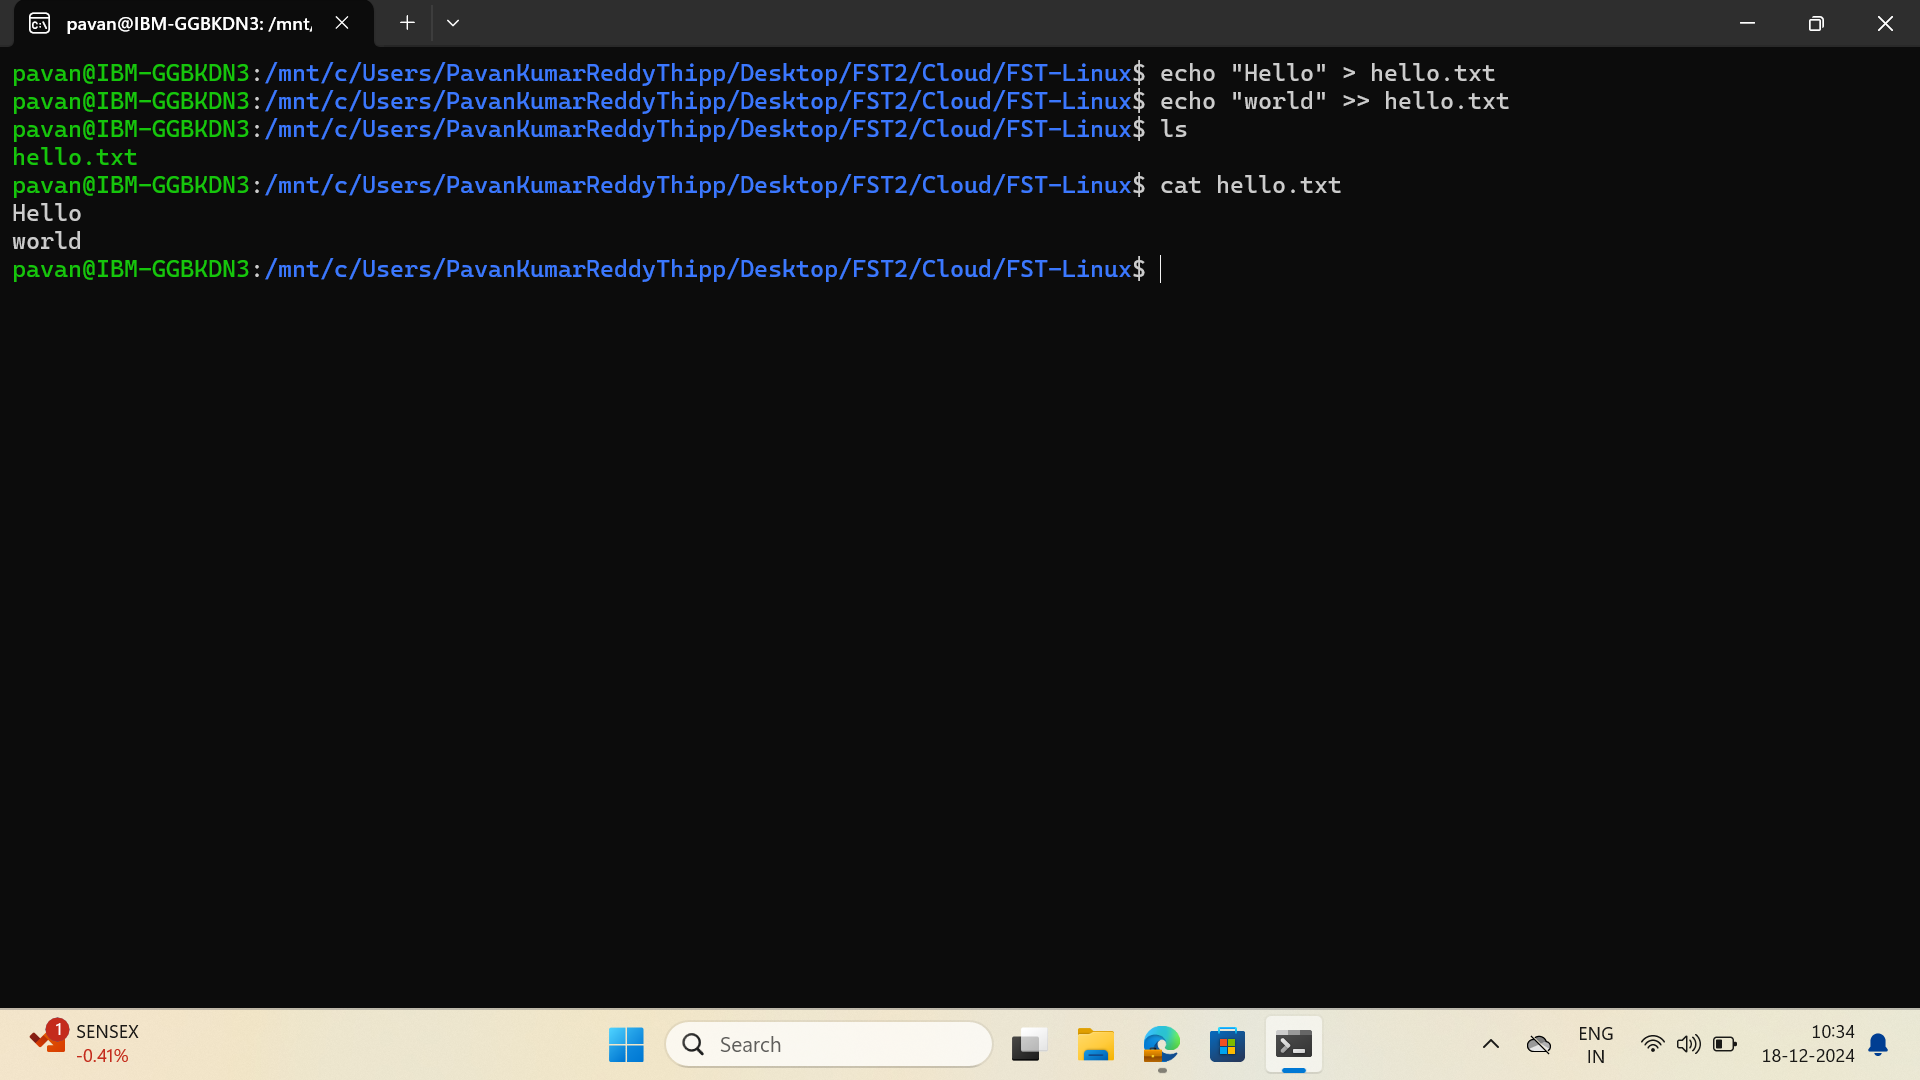 pavan@IBM-GGBKDN3: /mnt,
pavan@IBM-GGBKDN3:/mnt/c/Users/PavanKumarReddyThipp/Desktop/FST2/Cloud/FST-Linux$ echo "Hello" > hello.txt
pavan@IBM-GGBKDN3:/mnt/c/Users/PavanKumarReddyThipp/Desktop/FST2/Cloud/FST-Linux$ echo "world" >> hello.txt
pavan@IBM-GGBKDN3:/mnt/c/Users/PavanKumarReddyThipp/Desktop/FST2/Cloud/FST-Linux$ ls
hello.txt
pavan@IBM-GGBKDN3:/mnt/c/Users/PavanKumarReddyThipp/Desktop/FST2/Cloud/FST-Linux$ cat hello.txt
Hello
world
pavan@IBM-GGBKDN3:/mnt/c/Users/PavanKumarReddyThipp/Desktop/FST2/Cloud/FST-Linux$
1
SENSEX
-0.41%
Search
ENG
IN
10:34
18-12-2024